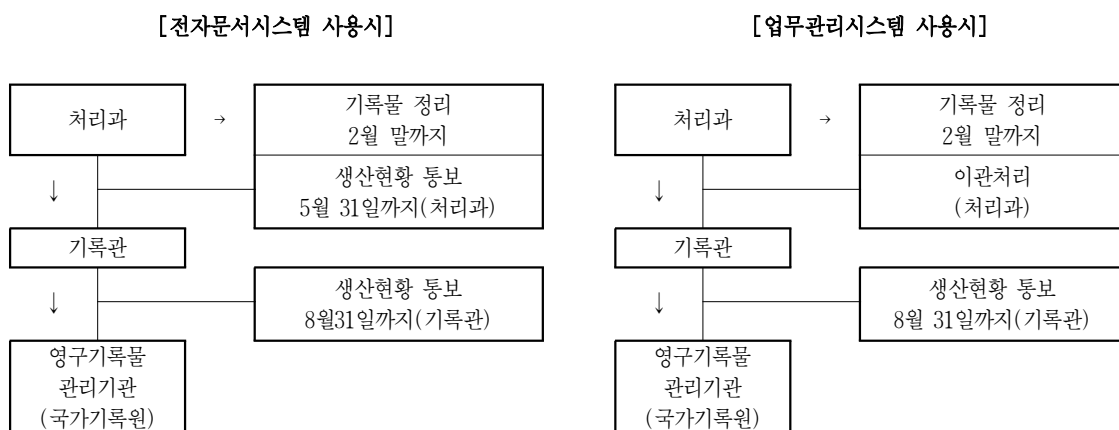 [전자문서시스템 사용시]
처리과
→
기록물 정리
2월 말까지
↓
생산현황 통보
5월 31일까지(처리과)
기록관
↓
생산현황 통보
8월31일까지(기록관)
영구기록물
관리기관
(국가기록원)
[업무관리시스템 사용시]
처리과
→
기록물 정리
2월 말까지
↓
이관처리
(처리과)
기록관
↓
생산현황 통보
8월 31일까지(기록관)
영구기록물
관리기관
(국가기록원)